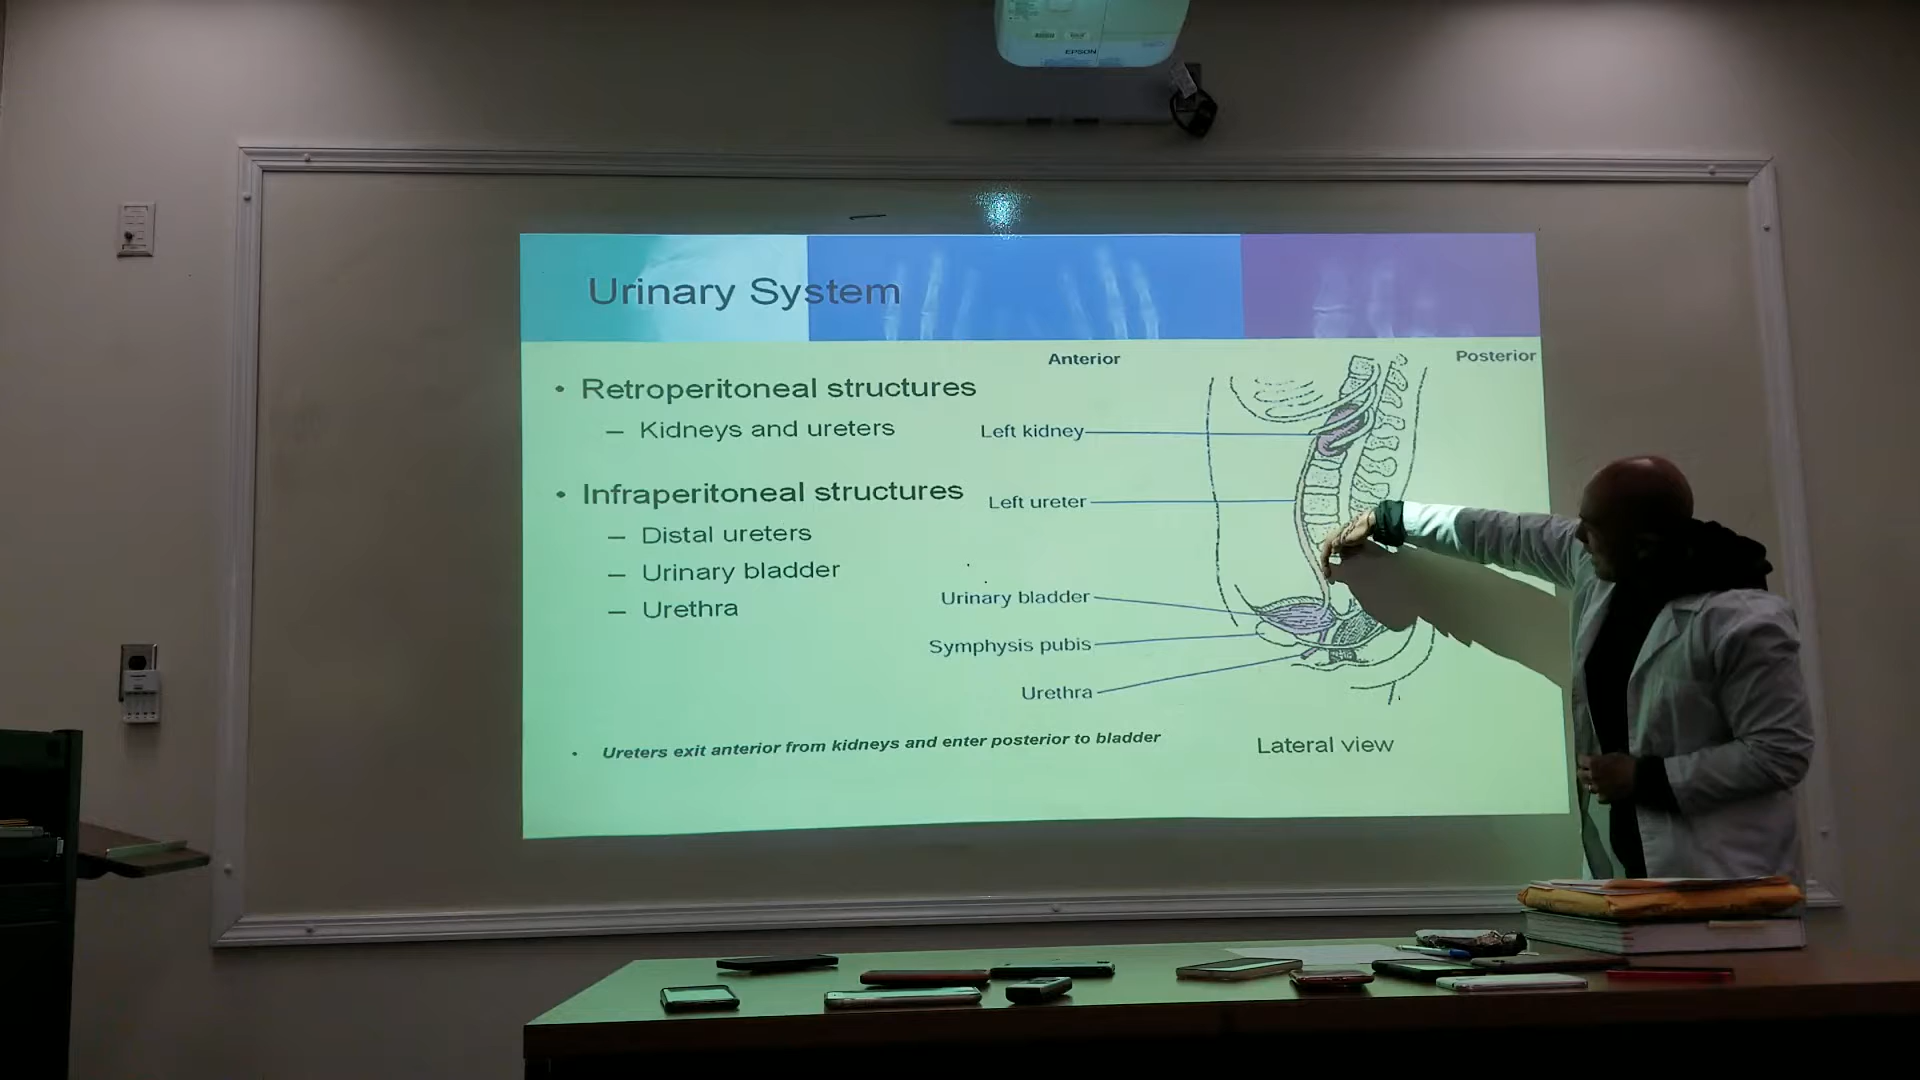 EPSON
Urinary System
Anterior
Posterior
• Retroperitoneal structures
– Kidneys and ureters
Left kidney
• Infraperitoneal structures
Left ureter
– Distal ureters
– Urinary bladder
Urinary bladder
– Urethra
Symphysis pubis
Urethra
• Ureters exit anterior from kidneys and enter posterior to bladder
Lateral view